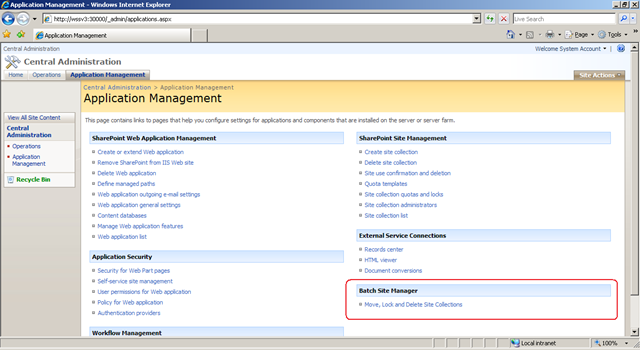 Application Management - Windows Internet Explorer
http://wssv3:30000/_admin/applications.aspx
Live Search
Application Management
Page
Tools
Central Administration
Welcome System Account
Central Administration
Home
Operations
Application Management
Site Actions
View All Site Content
Central Administration
Operations
Application Management
Recycle Bin
Central Administration > Application Management
Application Management
This page contains links to pages that help you configure settings for applications and components that are installed on the server or server farm.
SharePoint Web Application Management
Create or extend Web application
Remove SharePoint from IIS Web site
Delete Web application
Define managed paths
Web application outgoing e-mail settings
Web application general settings
Content databases
Manage Web application features
Web application list
Application Security
Security for Web Part pages
Self-service site management
User permissions for Web application
Policy for Web application
Authentication providers
Workflow Management
SharePoint Site Management
Create site collection
Delete site collection
Site use confirmation and deletion
Quota templates
Site collection quotas and locks
Site collection administrators
Site collection list
External Service Connections
Records center
HTML viewer
Document conversions
Batch Site Manager
Move, Lock and Delete Site Collections
Local intranet
100%